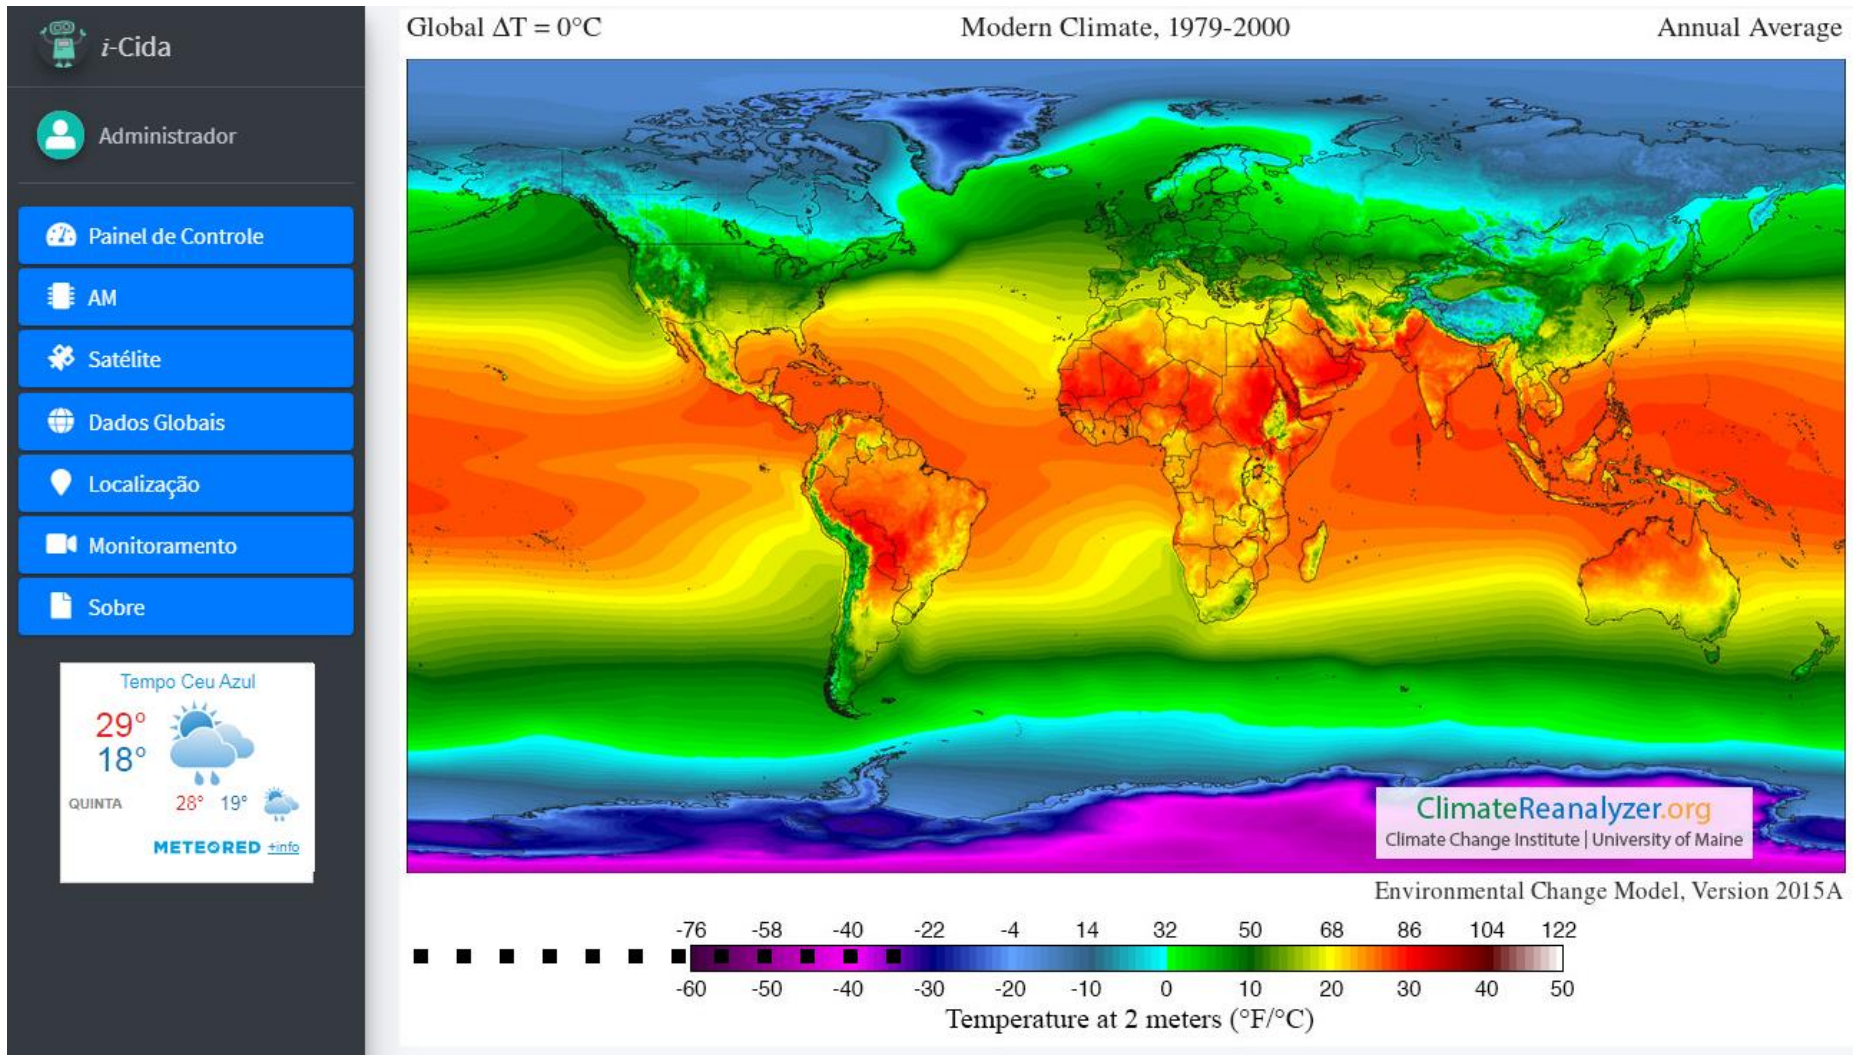 i-Cida
Administrador
Painel de Controle
AM
Satélite
Dados Globais
Localização
Monitoramento
Sobre
Tempo Ceu Azul
29°
18°
QUINTA 28° 19°
METEORED +info
Global ΔT = 0°C Modern Climate, 1979-2000 Annual Average
ClimateReanalyzer.org
Climate Change Institute | University of Maine
Environmental Change Model, Version 2015A
-76 -58 -40 -22 -4 14 32 50 68 86 104 122
-60 -50 -40 -30 -20 -10 0 10 20 30 40 50
Temperature at 2 meters (°F/°C)